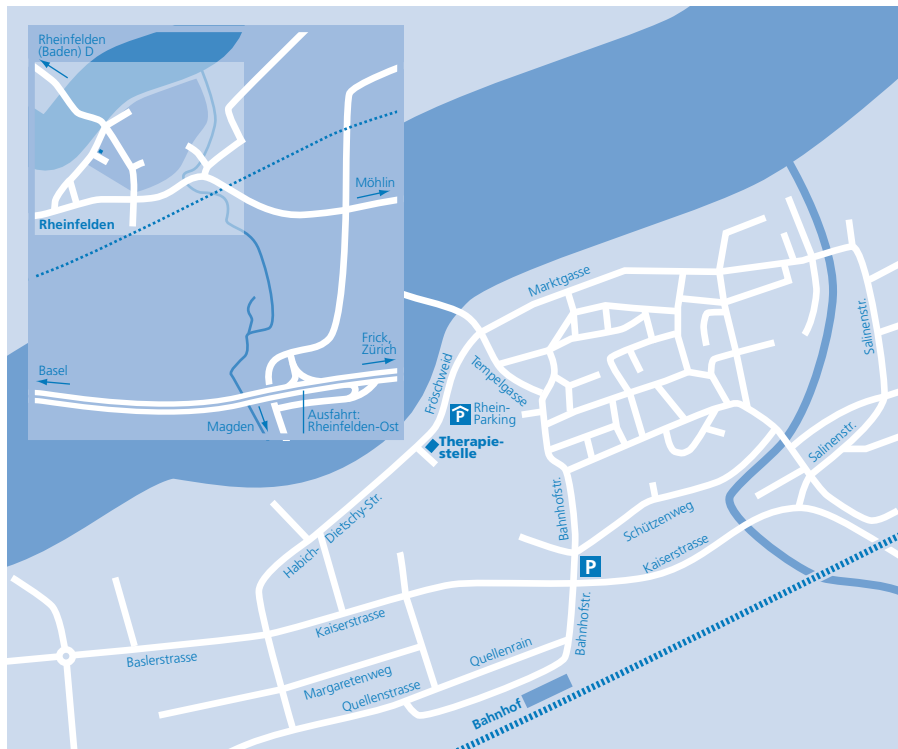 Rheinfelden
(Baden) D
Möhlin
Rheinfelden
Frick,
Zürich
Basel
Magden
Ausfahrt:
Rheinfelden-Ost
Marktgasse
Salinenstr.
Fröschweid
Tempelgasse
P
Rhein-
Parking
Therapie-
stelle
Salinenstr.
Bahnhofstr.
Habich-
Dietschy-Str.
Schützenweg
Kaiserstrasse
P
Kaiserstrasse
Bahnhofstr.
Baslerstrasse
Quellenrain
Margaretenweg
Quellenstrasse
Bahnhof